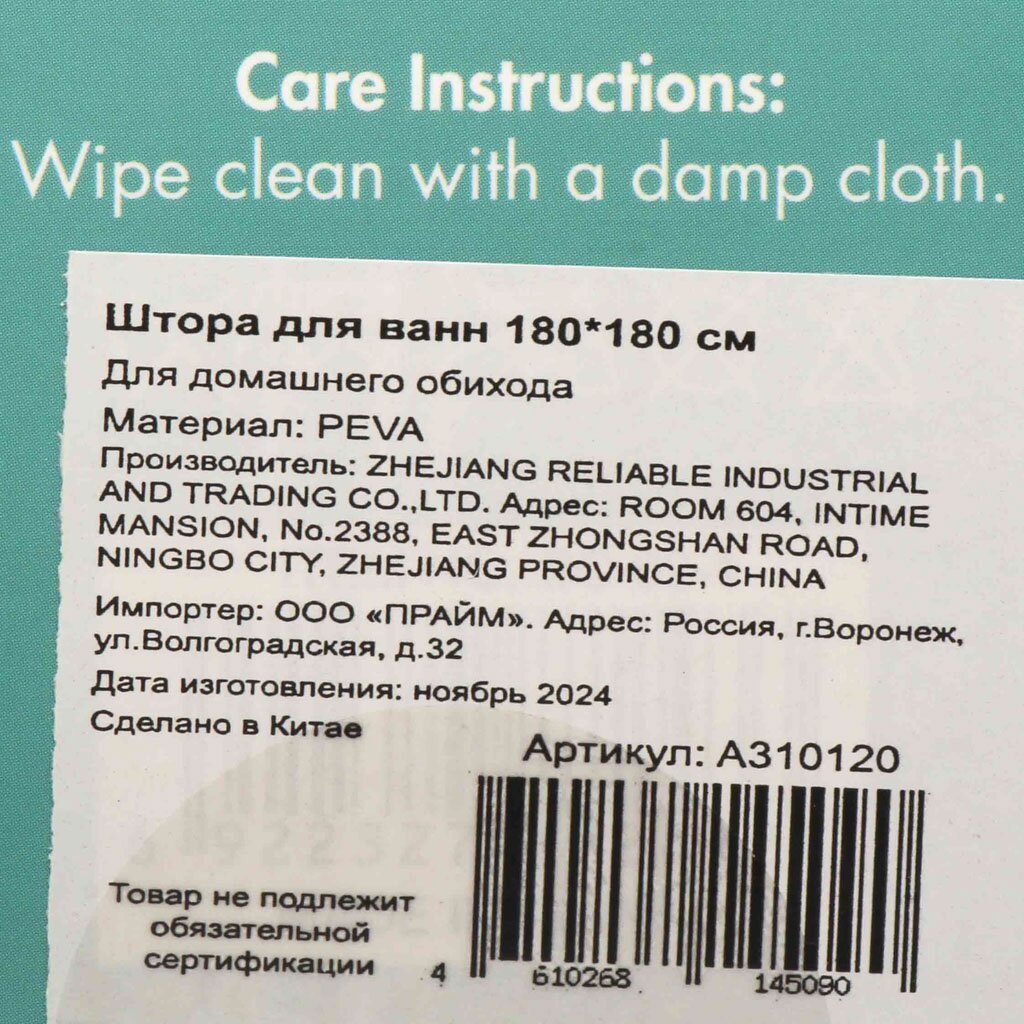 Care Instructions:
Wipe clean with a damp cloth.
Штора для ванн 180*180 см
Для домашнего обихода
Материал: PEVA
Производитель: ZHEJIANG RELIABLE INDUSTRIAL
AND TRADING CO.,LTD. Адрес: ROOM 604, INTIME
MANSION, No.2388, EAST ZHONGSHAN ROAD,
NINGBO CITY, ZHEJIANG PROVINCE, CHINA
Импортер: ООО «ПРАЙМ». Адрес: Россия, г.Воронеж,
ул.Волгоградская, д.32
Дата изготовления: ноябрь 2024
Сделано в Китае
Артикул: А310120
Товар не подлежит
обязательной
сертификации
4 610268 145090